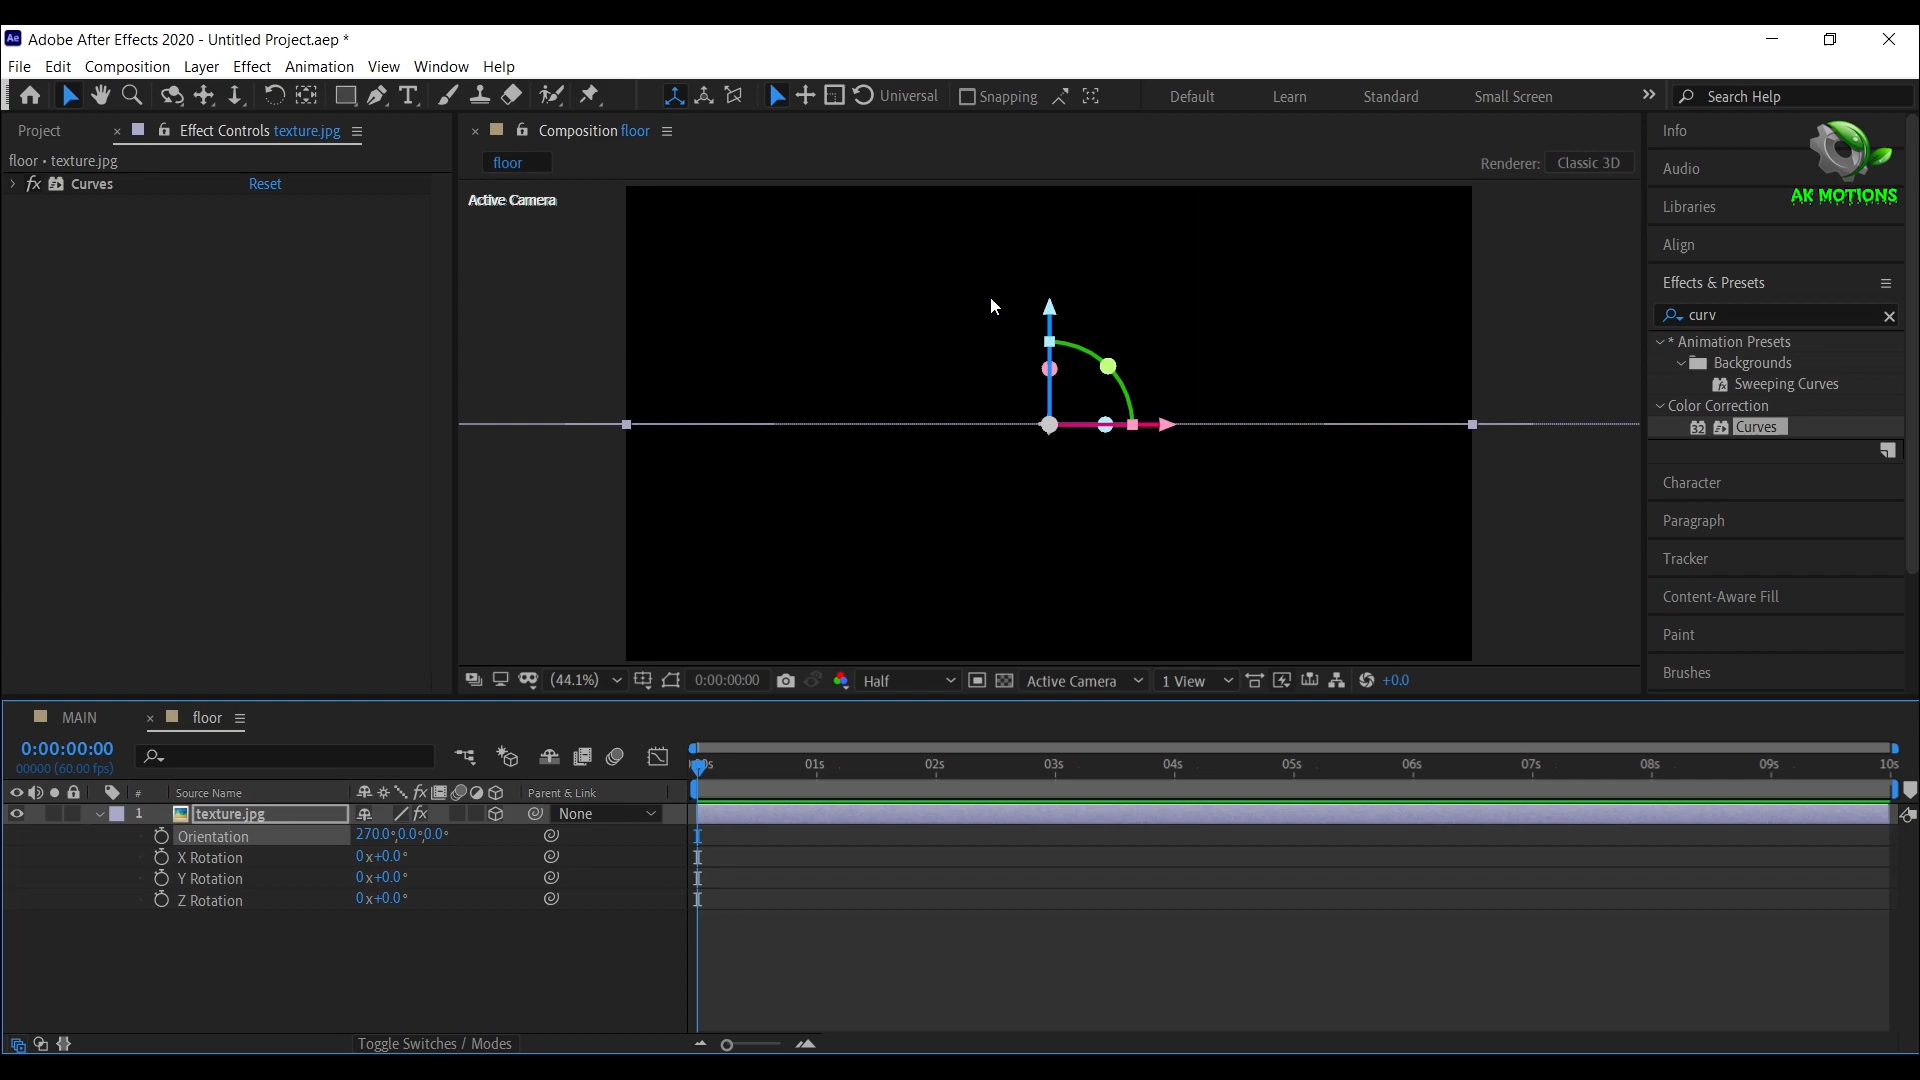 Adobe After Effects 2020 - Untitled Project.aep *
File Edit Composition Layer Effect Animation View Window Help
Universal Snapping Default Learn Standard Small Screen Search Help
Project Effect Controls texture.jpg Composition floor
floor • texture.jpg
fx Curves Reset
floor Renderer: Classic 3D
Active Camera
Info
Audio
Libraries
Align
AK MOTIONS
Effects & Presets
curv
* Animation Presets
Backgrounds
Sweeping Curves
Color Correction
32 Curves
Character
Paragraph
Tracker
Content-Aware Fill
Paint
Brushes
(44.1%) 0:00:00:00 Half Active Camera 1 View +0.0
MAIN floor
0:00:00:00
00000 (60.00 fps)
01s 02s 03s 04s 05s 06s 07s 08s 09s 10s
# Source Name fx Parent & Link
1 texture.jpg fx None
Orientation 270.0°,0.0°,0.0°
X Rotation 0x+0.0°
Y Rotation 0x+0.0°
Z Rotation 0x+0.0°
Toggle Switches / Modes